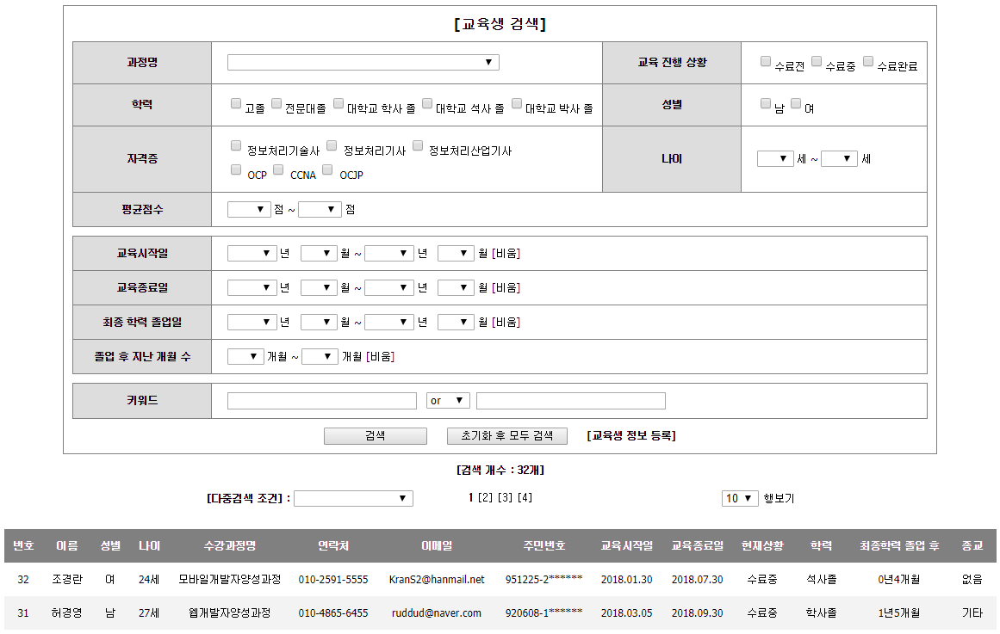 [교육생 검색]
과정명 교육 진행 상황 수료전 수료중 수료완료
학력 고졸 전문대졸 대학교 학사 졸 대학교 석사 졸 대학교 박사 졸 성별 남 여
자격증 정보처리기술사 정보처리기사 정보처리산업기사 나이 세 ~ 세
OCP CCNA OCJP
평균점수 점 ~ 점
교육시작일 년 월 ~ 년 월 [비움]
교육종료일 년 월 ~ 년 월 [비움]
최종 학력 졸업일 년 월 ~ 년 월 [비움]
졸업 후 지난 개월 수 개월 ~ 개월 [비움]
키워드 or
검색 초기화 후 모두 검색 [교육생 정보 등록]
[검색 개수 : 32개]
[다중검색 조건] : 1 [2] [3] [4] 10 행보기
번호 이름 성별 나이 수강과정명 연락처 이메일 주민번호 교육시작일 교육종료일 현재상황 학력 최종학력 졸업 후 종교
32 조경란 여 24세 모바일개발자양성과정 010-2591-5555 KranS2@hanmail.net 951225-2****** 2018.01.30 2018.07.30 수료중 석사졸 0년4개월 없음
31 허경영 남 27세 웹개발자양성과정 010-4865-6455 ruddud@naver.com 920608-1****** 2018.03.05 2018.09.30 수료중 학사졸 1년5개월 기타